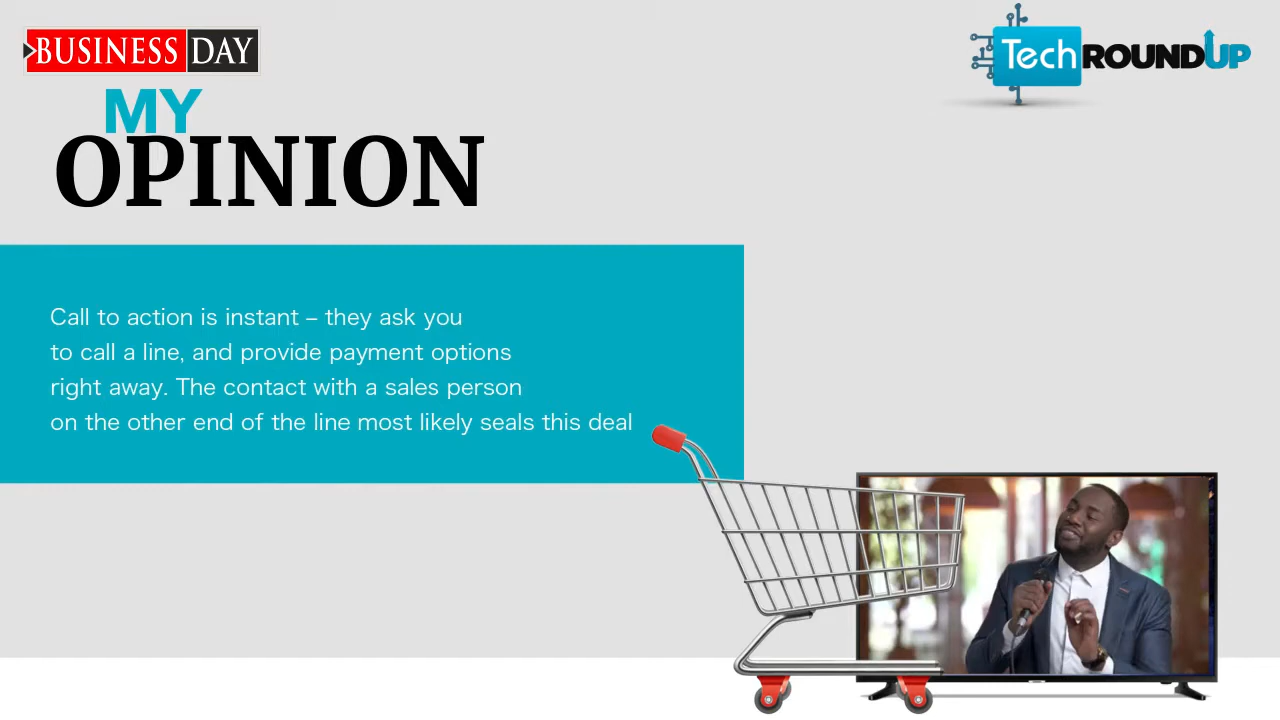 BUSINESS DAY
Tech ROUNDUP
MY
OPINION
Call to action is instant – they ask you
to call a line, and provide payment options
right away. The contact with a sales person
on the other end of the line most likely seals this deal